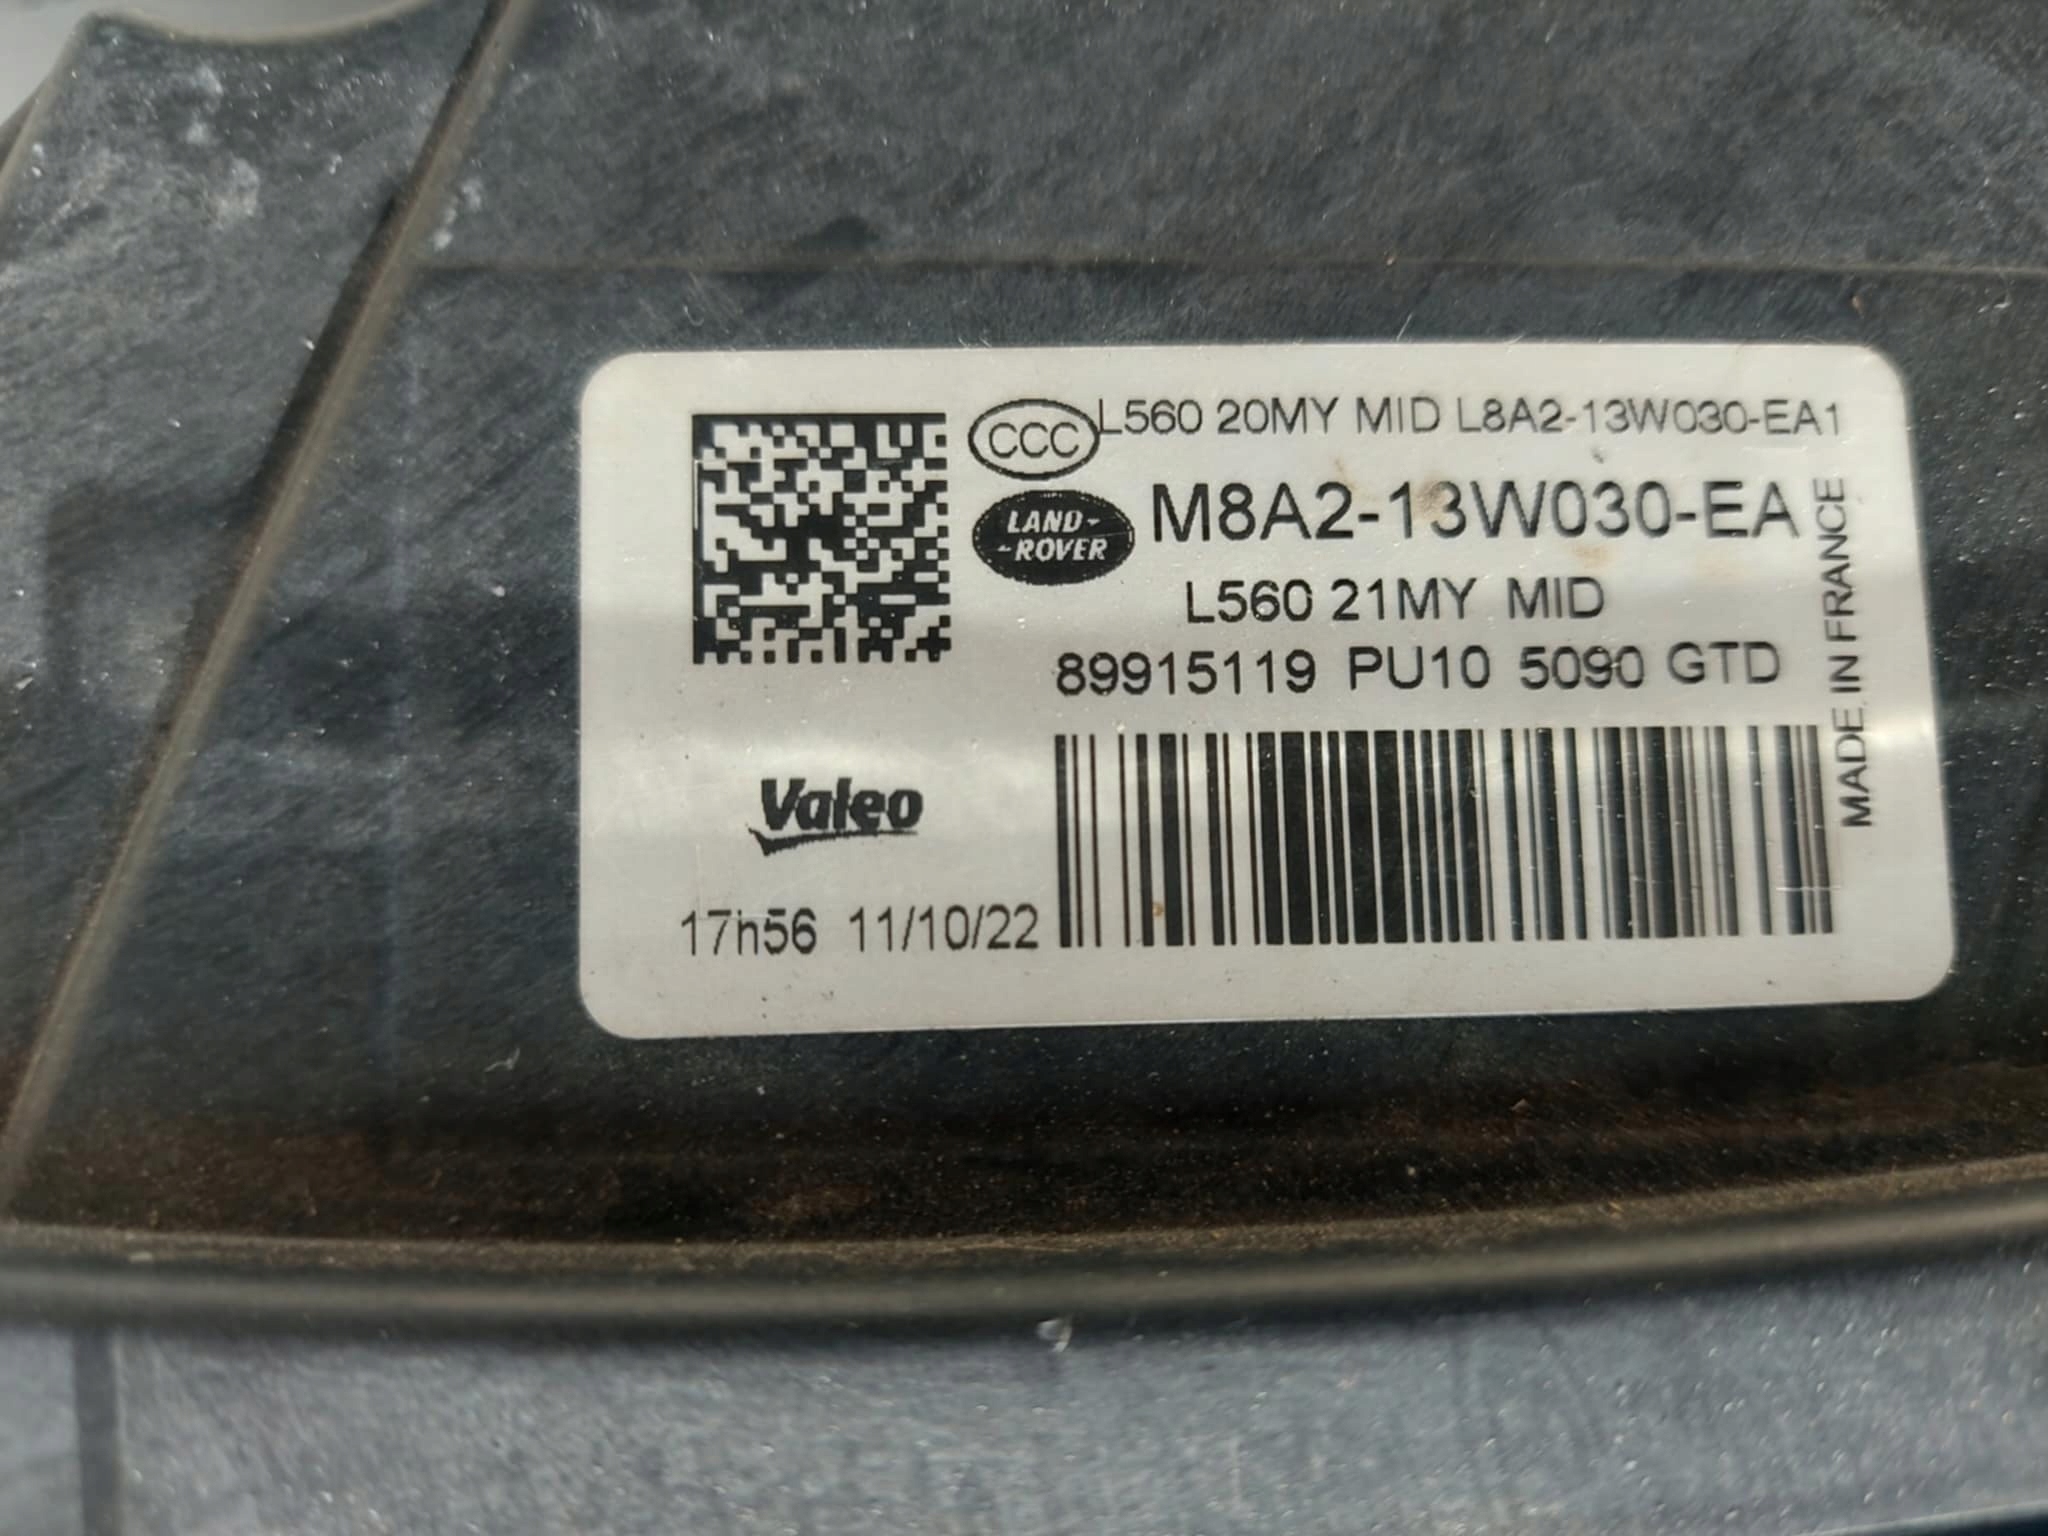 CCC L560 20MY MID L8A2-13W030-EA1
LAND-
-ROVER
M8A2-13W030-EA
L560 21MY MID
89915119 PU10 5090 GTD
MADE IN FRANCE
Valeo
17h56 11/10/22